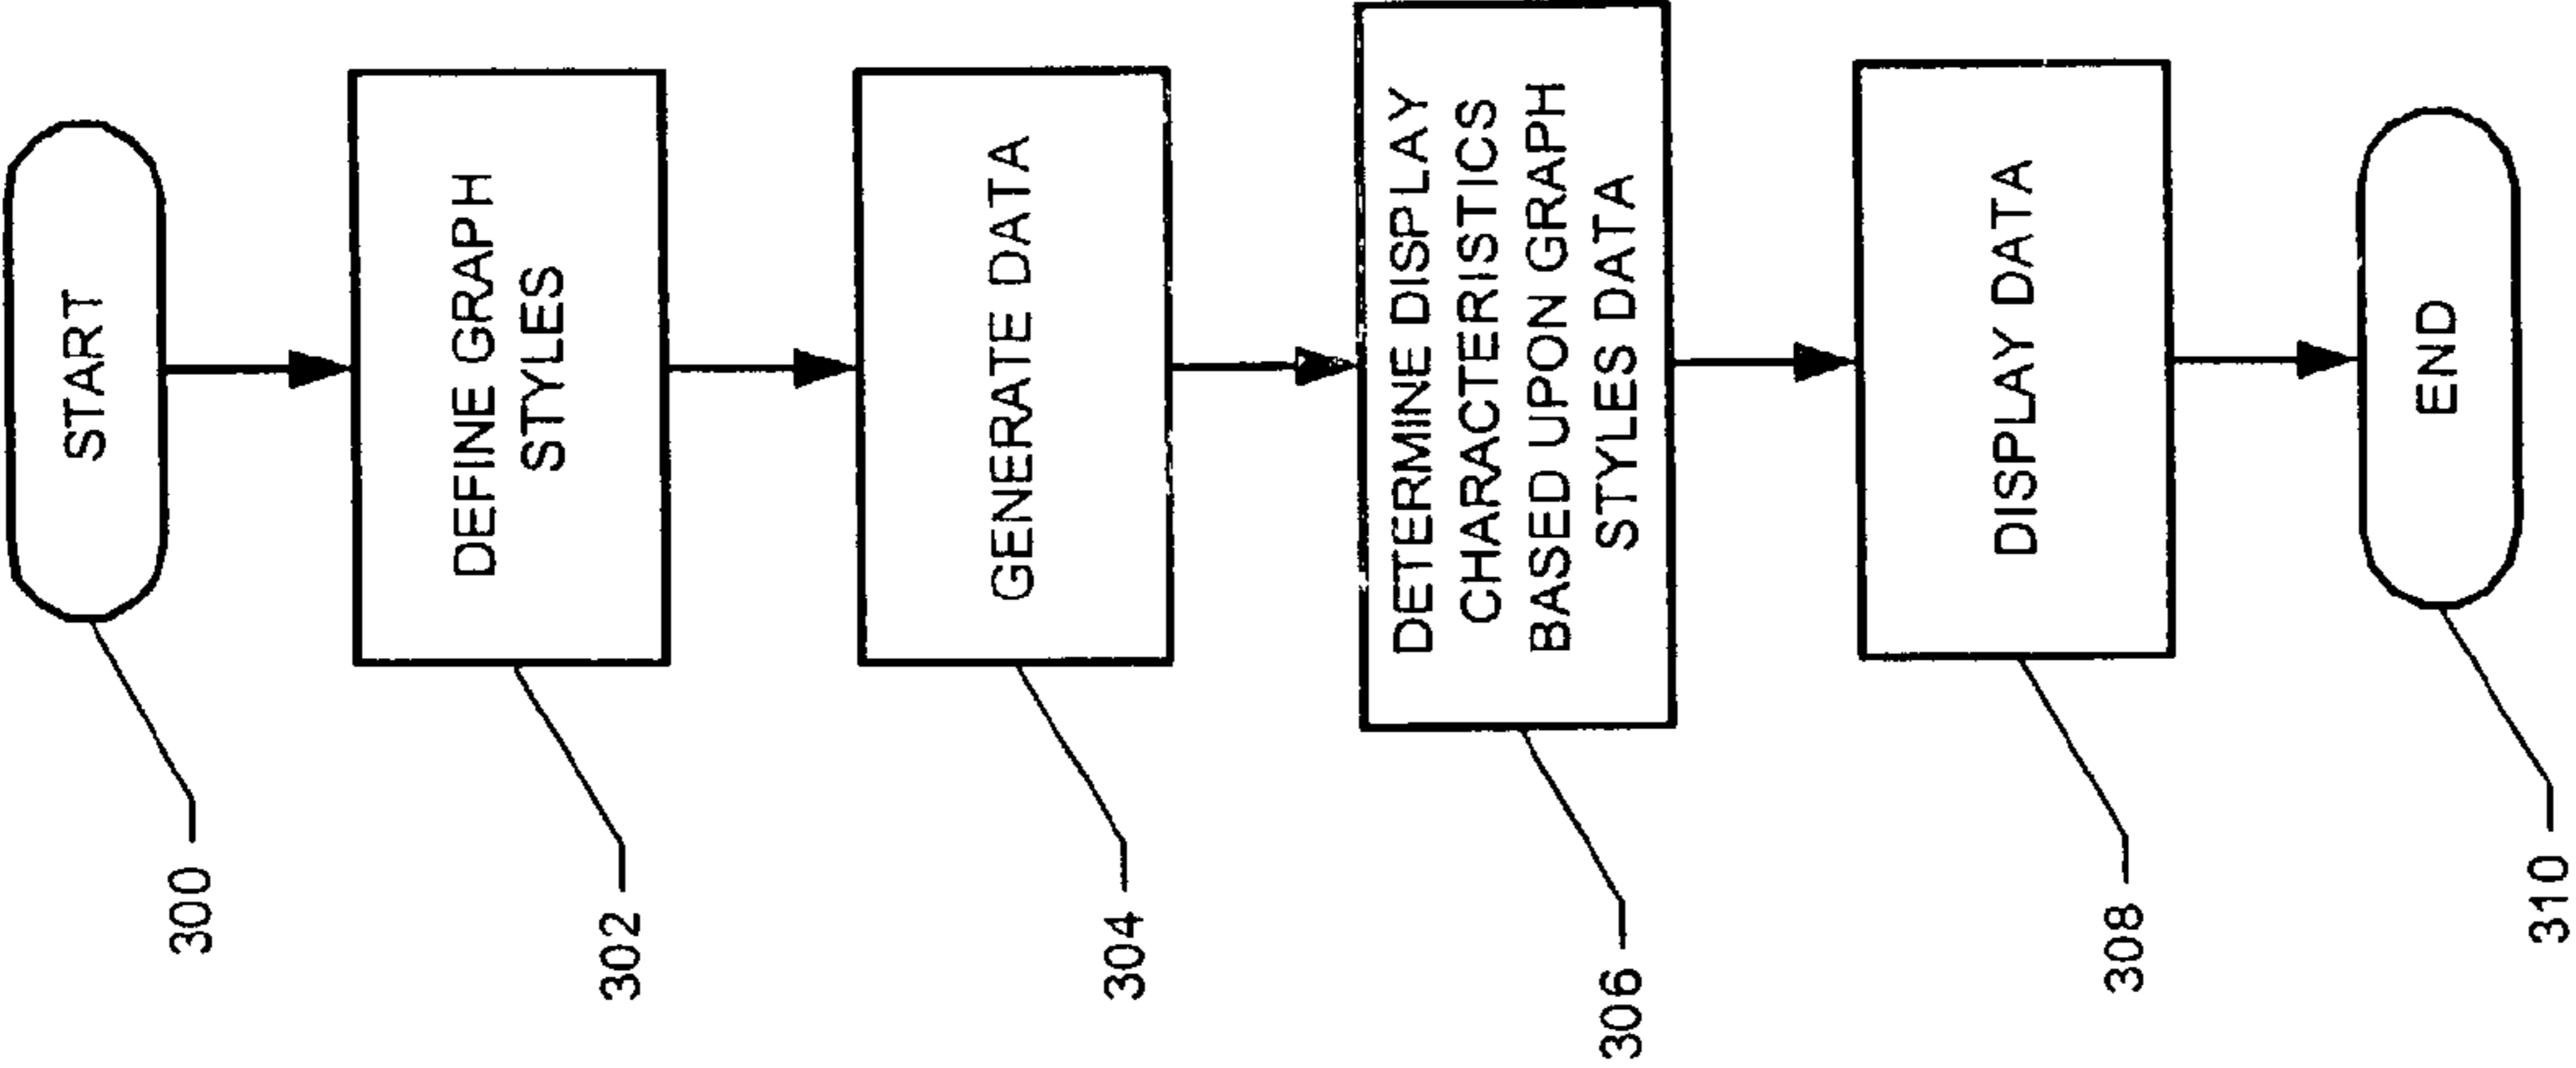 START
300
DEFINE GRAPH
STYLES
302
GENERATE DATA
304
DETERMINE DISPLAY
CHARACTERISTICS
BASED UPON GRAPH
STYLES DATA
306
DISPLAY DATA
308
END
310